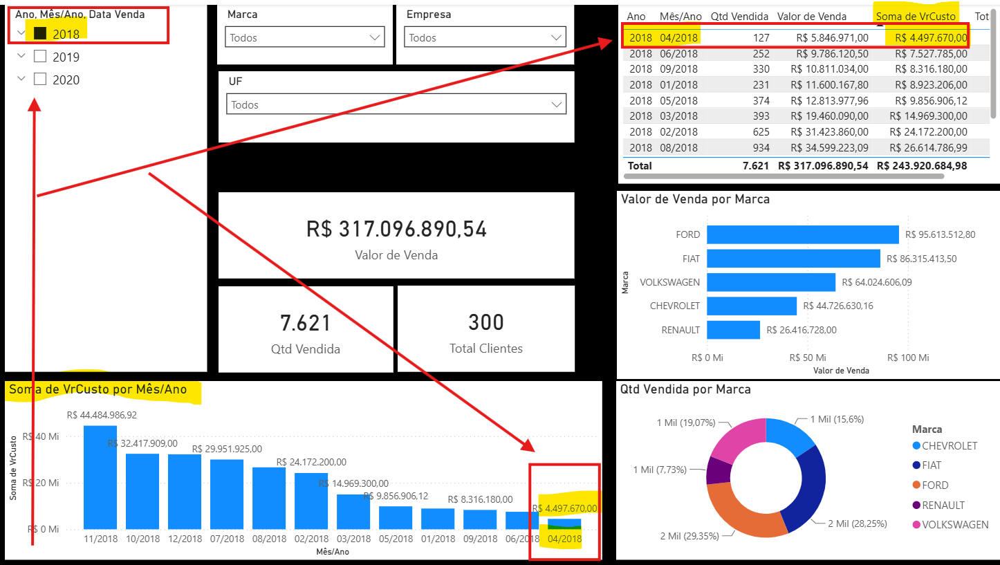 Ano, Mês/Ano, Data Venda
2018
2019
2020
Marca
Todos
Empresa
Todos
UF
Todos
R$ 317.096.890,54
Valor de Venda
7.621
Qtd Vendida
300
Total Clientes
Ano Mês/Ano Qtd Vendida Valor de Venda Soma de VrCusto Tot
2018 04/2018 127 R$ 5.846.971,00 R$ 4.497.670,00
2018 06/2018 252 R$ 9.786.120,50 R$ 7.527.785,00
2018 09/2018 330 R$ 10.811.034,00 R$ 8.316.180,00
2018 01/2018 231 R$ 11.600.167,80 R$ 8.923.206,00
2018 05/2018 374 R$ 12.813.977,96 R$ 9.856.906,12
2018 03/2018 393 R$ 19.460.090,00 R$ 14.969.300,00
2018 02/2018 625 R$ 31.423.860,00 R$ 24.172.200,00
2018 08/2018 934 R$ 34.599.223,09 R$ 26.614.786,99
Total 7.621 R$ 317.096.890,54 R$ 243.920.684,98
Valor de Venda por Marca
Marca
FORD R$ 95.613.512,80
FIAT R$ 86.315.413,50
VOLKSWAGEN R$ 64.024.606,09
CHEVROLET R$ 44.726.630,16
RENAULT R$ 26.416.728,00
R$ 0 Mi R$ 50 Mi R$ 100 Mi
Valor de Venda
Soma de VrCusto por Mês/Ano
Soma de VrCusto
R$ 40 Mi
R$ 20 Mi
R$ 0 Mi
R$ 44.484.986,92
R$ 32.417.909,00
R$ 29.951.925,00
R$ 24.172.200,00
R$ 14.969.300,00
R$ 9.856.906,12
R$ 8.316.180,00
R$ 4.497.670,00
11/2018 10/2018 12/2018 07/2018 08/2018 02/2018 03/2018 05/2018 01/2018 09/2018 06/2018 04/2018
Mês/Ano
Qtd Vendida por Marca
1 Mil (15,6%)
2 Mil (28,25%)
2 Mil (29,35%)
1 Mil (7,73%)
1 Mil (19,07%)
Marca
CHEVROLET
FIAT
FORD
RENAULT
VOLKSWAGEN